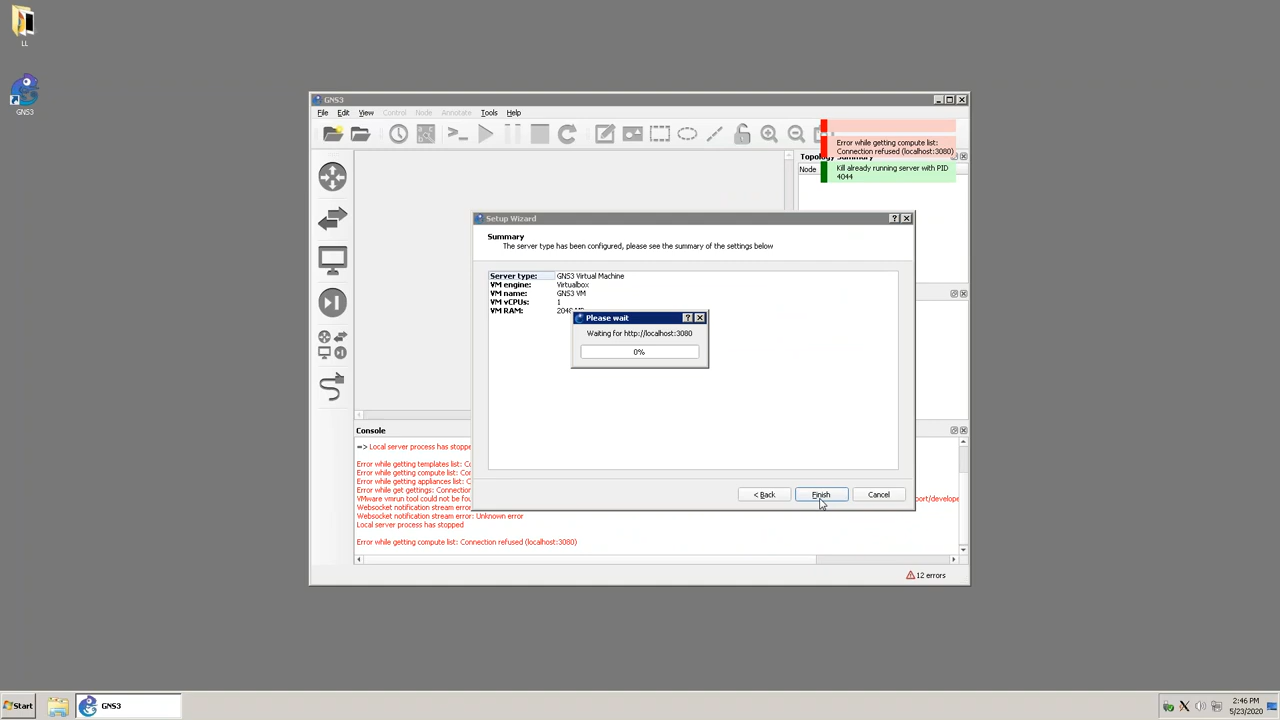 LL
GNS3
GNS3
File Edit View Control Node Annotate Tools Help
Error while getting compute list:
Connection refused (localhost:3080)
Topology Summary
Node
Kill already running server with PID
4044
Setup Wizard
Summary
The server type has been configured, please see the summary of the settings below
Server type: GNS3 Virtual Machine
VM engine: Virtualbox
VM name: GNS3 VM
VM vCPUs: 1
VM RAM: 2048
Please wait
Waiting for http://localhost:3080
0%
< Back Finish Cancel
Console
=> Local server process has stopped
Error while getting templates list: Co
Error while getting compute list: Co
Error while getting appliances list: C
Error while get gettings: Connection
VMware vmrun tool could not be fou port/develope
Websocket notification stream error
Websocket notification stream error: Unknown error
Local server process has stopped
Error while getting compute list: Connection refused (localhost:3080)
12 errors
Start GNS3
2:46 PM
5/23/2020